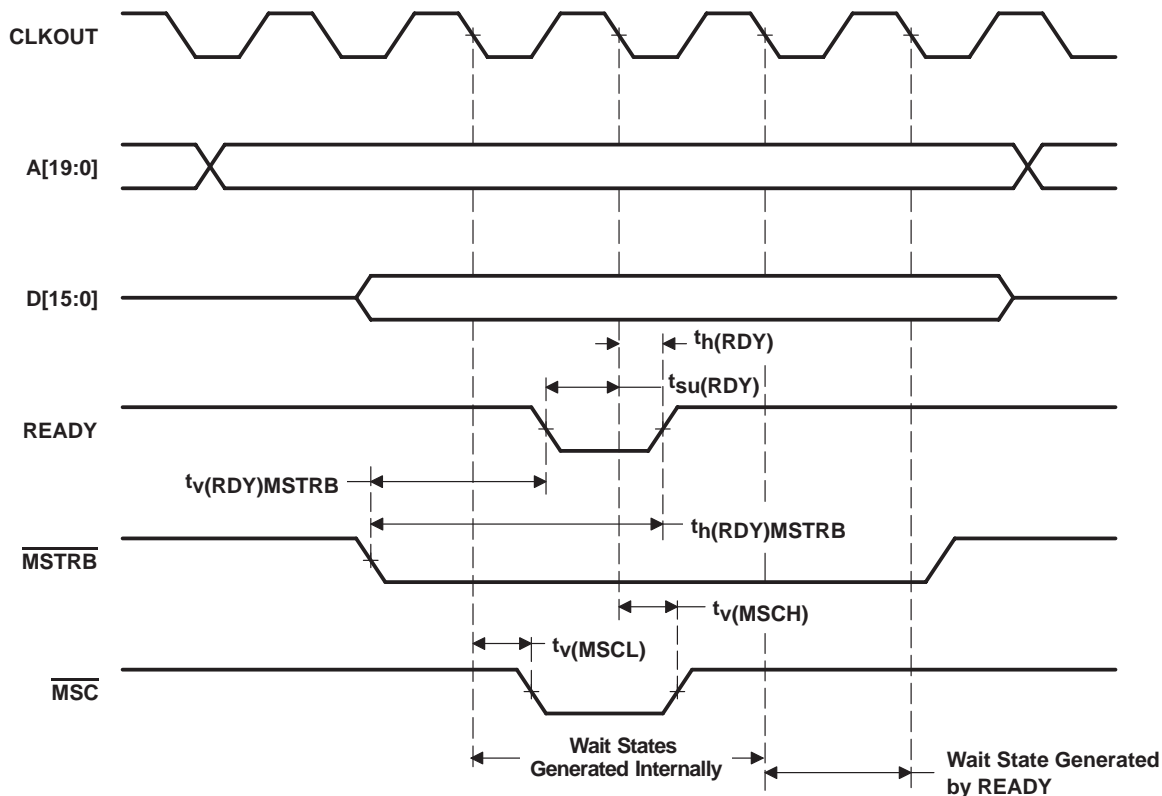 CLKOUT
A[19:0]
D[15:0]
th(RDY)
tsu(RDY)
READY
tv(RDY)MSTRB
th(RDY)MSTRB
MSTRB
tv(MSCH)
tv(MSCL)
MSC
Wait States
Generated Internally
Wait State Generated
by READY